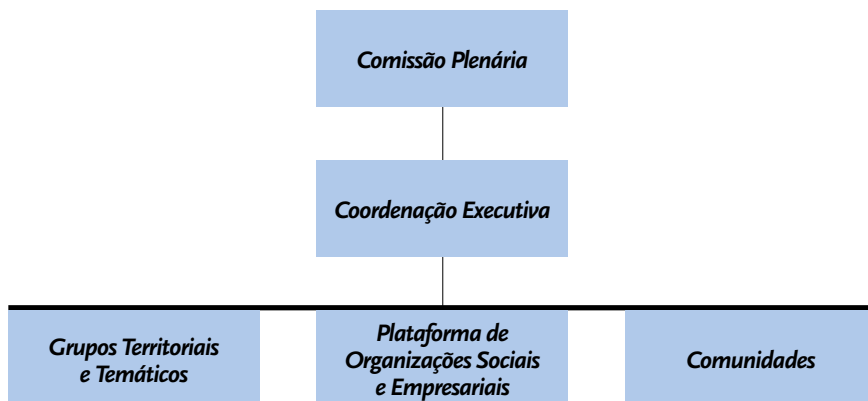 Comissão Plenária
Coordenação Executiva
Grupos Territoriais
e Temáticos
Plataforma de
Organizações Sociais
e Empresariais
Comunidades